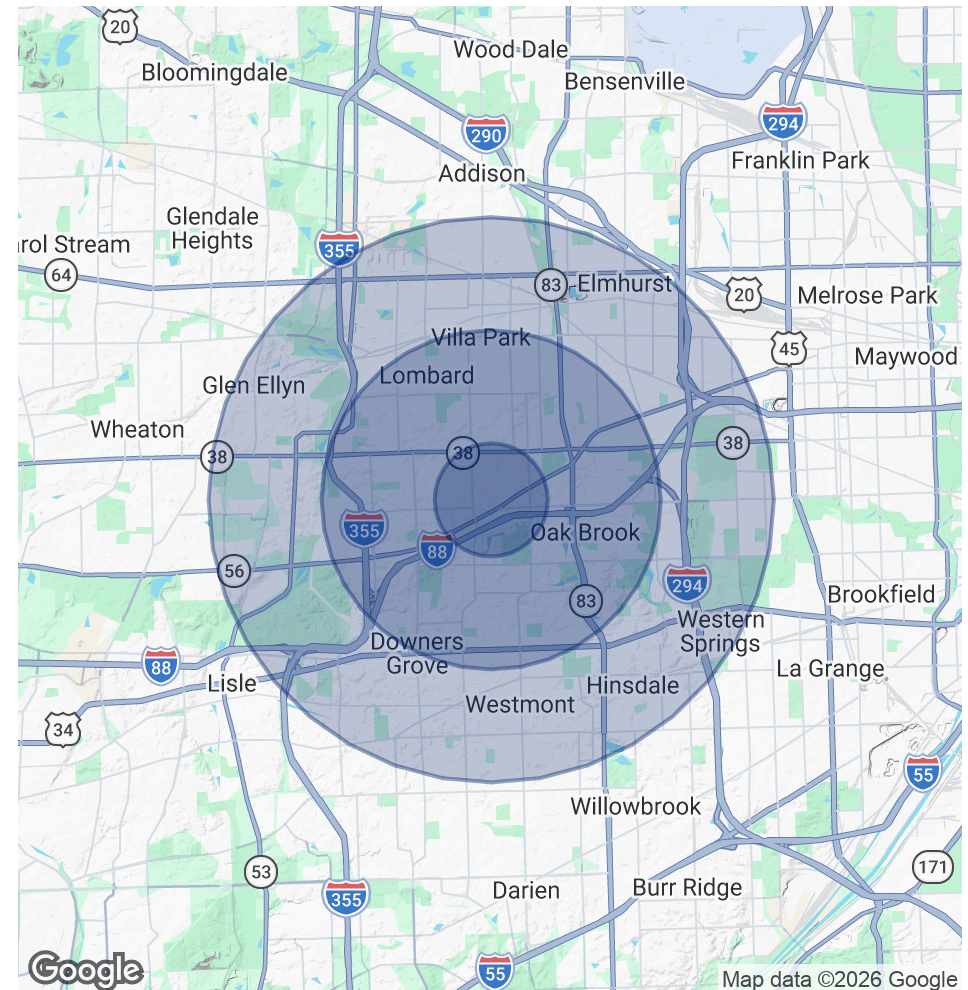 20
Wood Dale
Bloomingdale
Bensenville
294
290
Franklin Park
Addison
Glendale
Heights
arol Stream
355
64
83
Elmhurst
20
Melrose Park
Villa Park
45
Maywood
Lombard
Glen Ellyn
Wheaton
38
38
38
355
88
Oak Brook
56
294
83
Brookfield
Western
Springs
Downers
Grove
88
La Grange
Lisle
Hinsdale
Westmont
34
55
Willowbrook
53
171
Darien
Burr Ridge
355
55
Google
Map data ©2026 Google